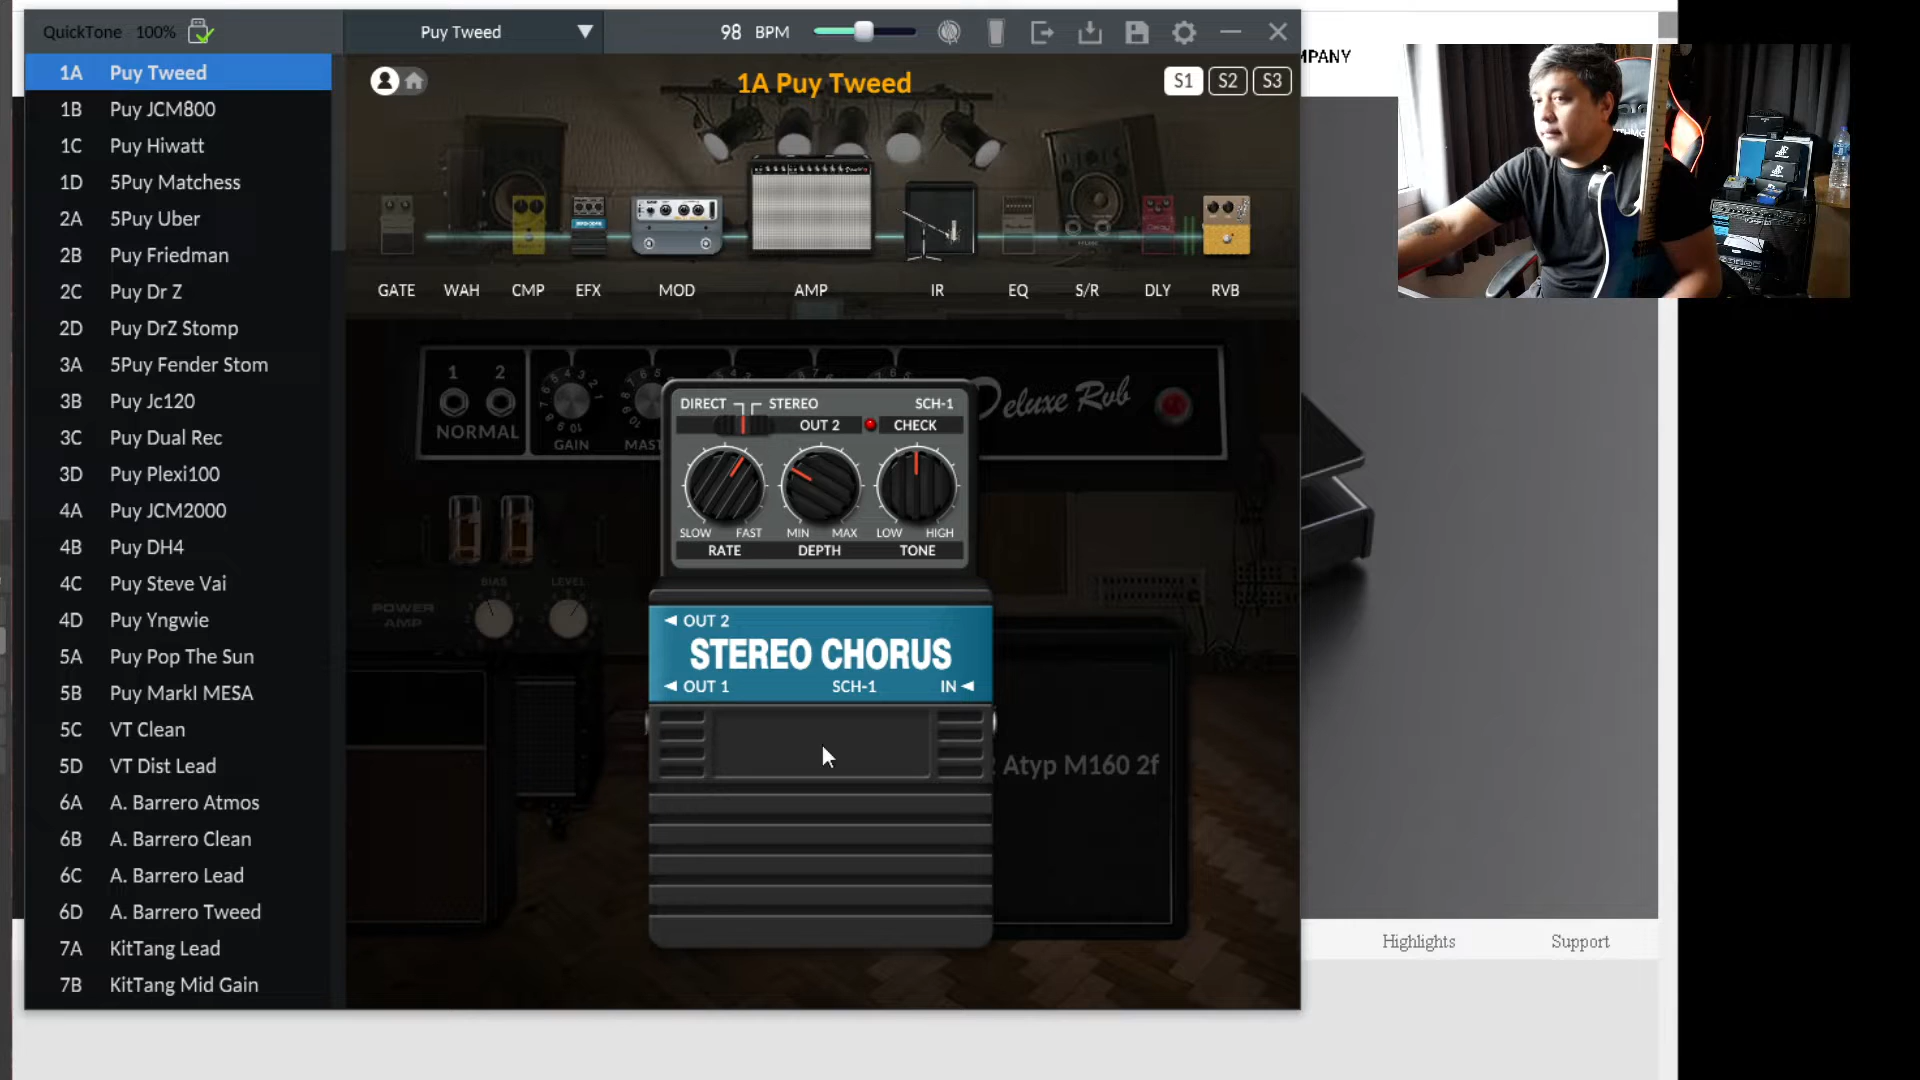 QuickTone 100%
Puy Tweed
98 BPM
MPANY
1A Puy Tweed
1B Puy JCM800
1C Puy Hiwatt
1D 5Puy Matchess
2A 5Puy Uber
2B Puy Friedman
2C Puy Dr Z
2D Puy DrZ Stomp
3A 5Puy Fender Stom
3B Puy Jc120
3C Puy Dual Rec
3D Puy Plexi100
4A Puy JCM2000
4B Puy DH4
4C Puy Steve Vai
4D Puy Yngwie
5A Puy Pop The Sun
5B Puy MarkI MESA
5C VT Clean
5D VT Dist Lead
6A A. Barrero Atmos
6B A. Barrero Clean
6C A. Barrero Lead
6D A. Barrero Tweed
7A KitTang Lead
7B KitTang Mid Gain
1A Puy Tweed
S1 S2 S3
GATE WAH CMP EFX MOD AMP IR EQ S/R DLY RVB
1 2
NORMAL
GAIN
MAST
Deluxe Rvb
DIRECT STEREO SCH-1
OUT 2 CHECK
SLOW FAST MIN MAX LOW HIGH
RATE DEPTH TONE
BIAS LEVEL
POWER AMP
OUT 2
STEREO CHORUS
OUT 1 SCH-1 IN
Atyp M160 2f
Highlights Support